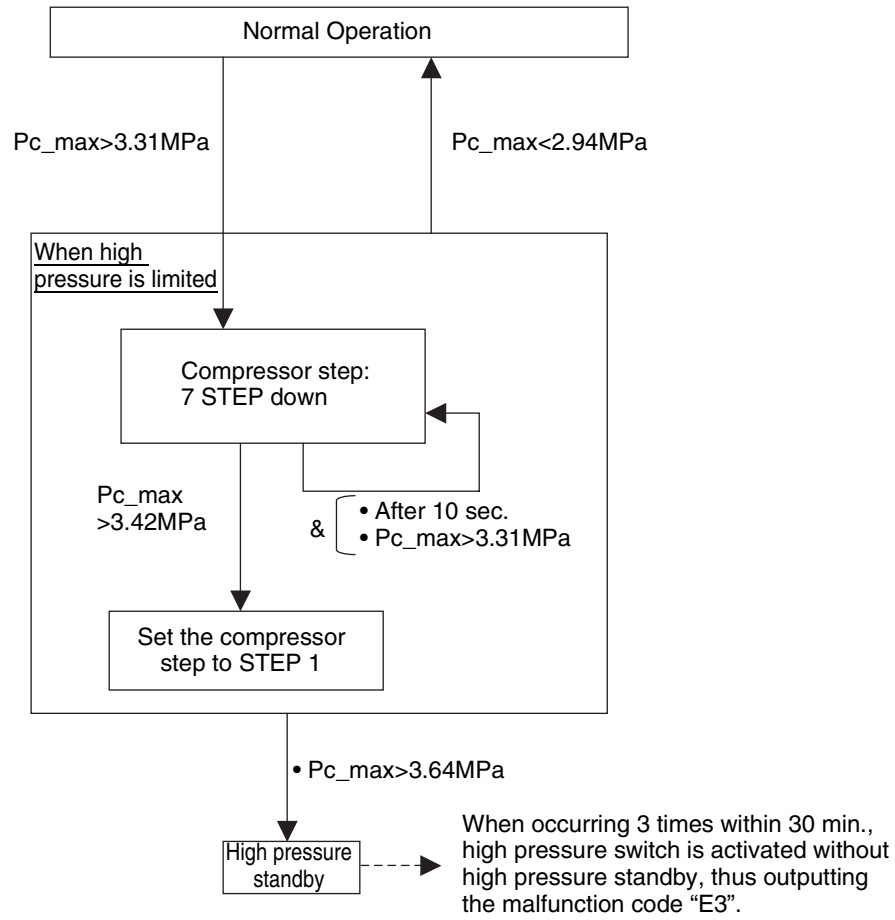 Normal Operation
Pc_max>3.31MPa
Pc_max<2.94MPa
When high
pressure is limited
Compressor step:
7 STEP down
Pc_max
>3.42MPa
&
• After 10 sec.
• Pc_max>3.31MPa
Set the compressor
step to STEP 1
• Pc_max>3.64MPa
High pressure
standby
When occurring 3 times within 30 min.,
high pressure switch is activated without
high pressure standby, thus outputting
the malfunction code “E3”.